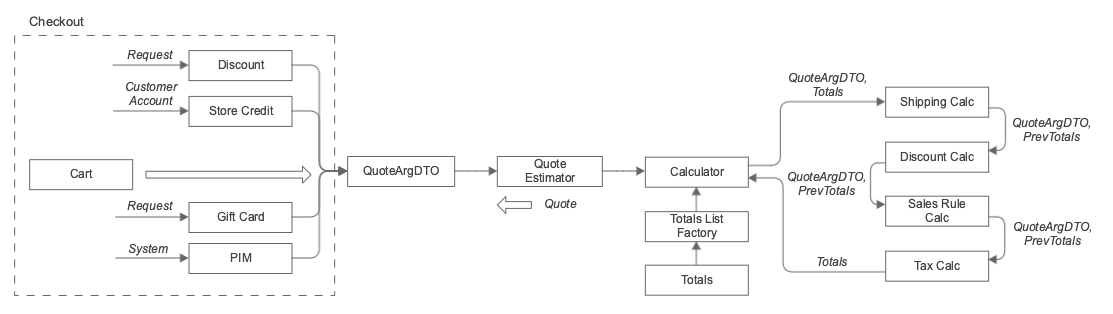 Checkout
Request
Discount
Customer
Account
Store Credit
Cart
Request
Gift Card
System
PIM
QuoteArgDTO
Quote
Estimator
Quote
Calculator
Totals List
Factory
Totals
QuoteArgDTO,
Totals
Shipping Calc
QuoteArgDTO,
PrevTotals
Discount Calc
QuoteArgDTO,
PrevTotals
Sales Rule
Calc
QuoteArgDTO,
PrevTotals
Tax Calc
Totals